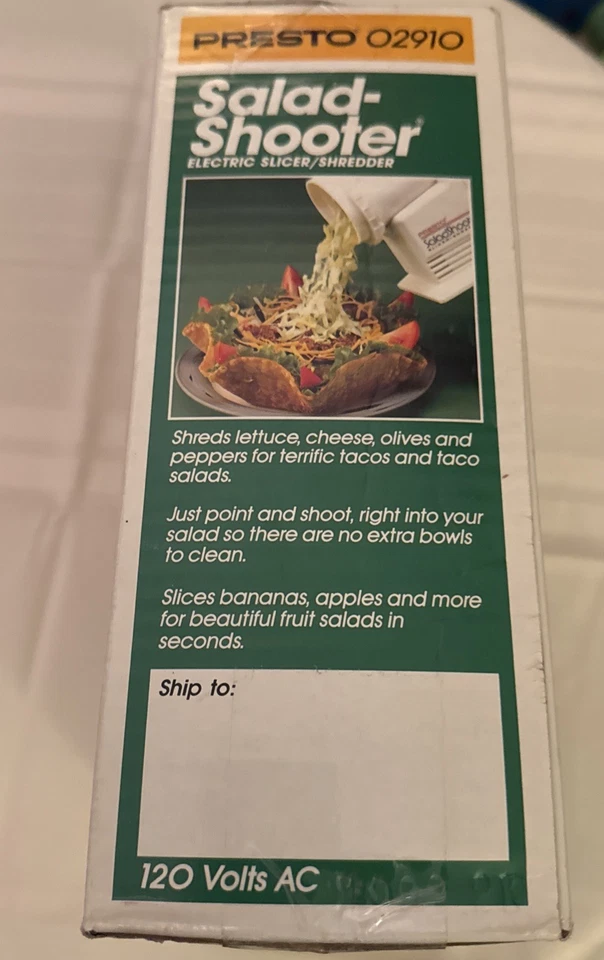 PRESTO® 02910
Salad-
Shooter®
ELECTRIC SLICER/SHREDDER
SaladShooter
Shreds lettuce, cheese, olives and
peppers for terrific tacos and taco
salads.
Just point and shoot, right into your
salad so there are no extra bowls
to clean.
Slices bananas, apples and more
for beautiful fruit salads in
seconds.
Ship to:
120 Volts AC